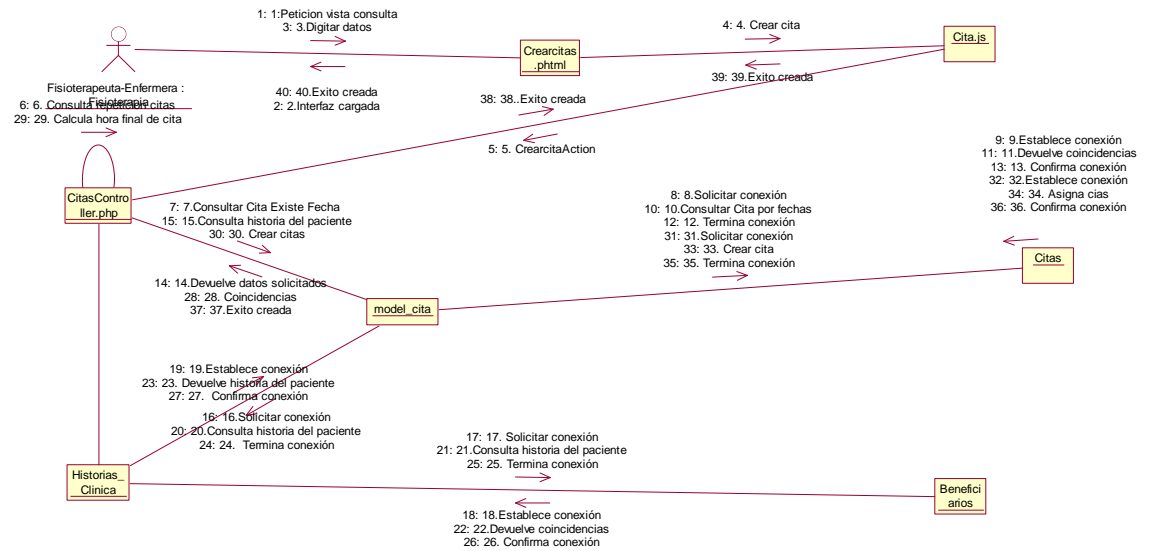 1: 1:Peticion vista consulta
3: 3.Digitar datos
4: 4. Crear cita
Crearcitas
.phtml
Cita.js
39: 39.Exito creada
40: 40.Exito creada
2: 2.Interfaz cargada
Fisioterapeuta-Enfermera :
Fisioterapia
6: 6. Consulta repetición citas
29: 29. Calcula hora final de cita
38: 38..Exito creada
5: 5. CrearcitaAction
9: 9.Establece conexión
11: 11.Devuelve coincidencias
13: 13. Confirma conexión
32: 32.Establece conexión
34: 34. Asigna cias
36: 36. Confirma conexión
CitasContro
ller.php
7: 7.Consultar Cita Existe Fecha
15: 15.Consulta historia del paciente
30: 30. Crear citas
8: 8.Solicitar conexión
10: 10.Consultar Cita por fechas
12: 12. Termina conexión
31: 31.Solicitar conexión
33: 33. Crear cita
35: 35. Termina conexión
Citas
14: 14.Devuelve datos solicitados
28: 28. Coincidencias
37: 37.Exito creada
model_cita
19: 19.Establece conexión
23: 23. Devuelve historia del paciente
27: 27. Confirma conexión
16: 16.Solicitar conexión
20: 20.Consulta historia del paciente
24: 24. Termina conexión
17: 17. Solicitar conexión
21: 21.Consulta historia del paciente
25: 25. Termina conexión
Historias_
Clinica
Benefici
arios
18: 18.Establece conexión
22: 22.Devuelve coincidencias
26: 26. Confirma conexión